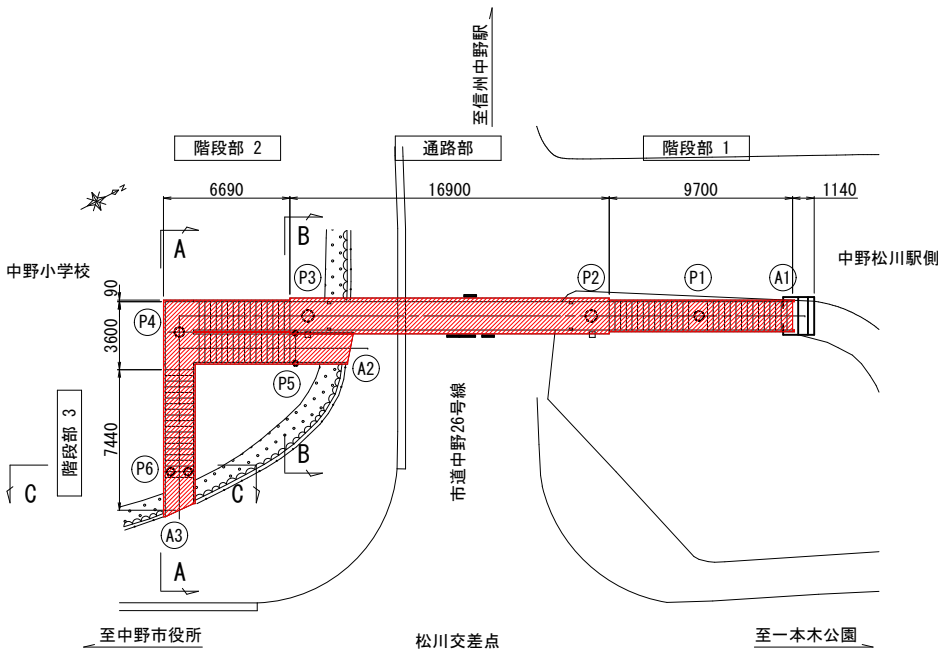 至信州中野駅
階段部 2
通路部
階段部 1
6690
16900
9700
1140
N
A
B
中野小学校
中野松川駅側
P3
P2
P1
A1
90
P4
3600
P5
A2
階段部 3
7440
市道中野26号線
P6
B
C
C
A3
A
至中野市役所
松川交差点
至一本木公園